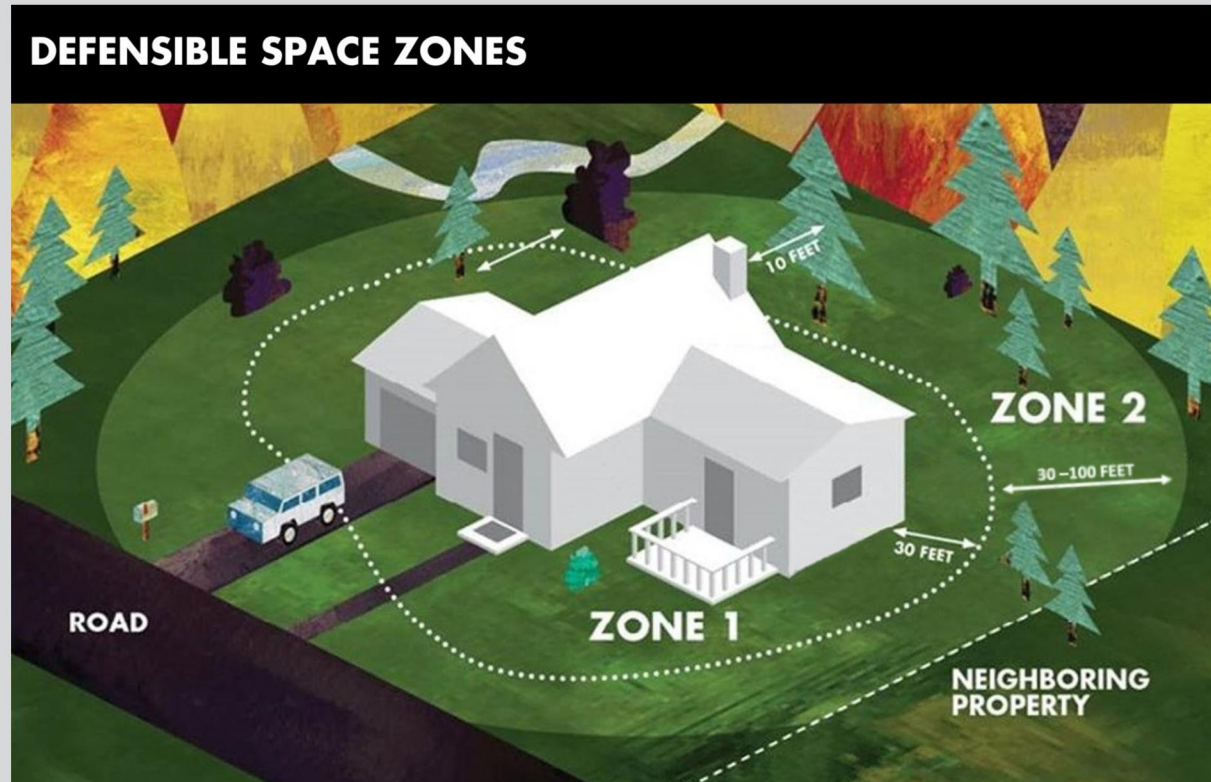 DEFENSIBLE SPACE ZONES
10 FEET
ZONE 2
30 –100 FEET
30 FEET
ZONE 1
ROAD
NEIGHBORING
PROPERTY